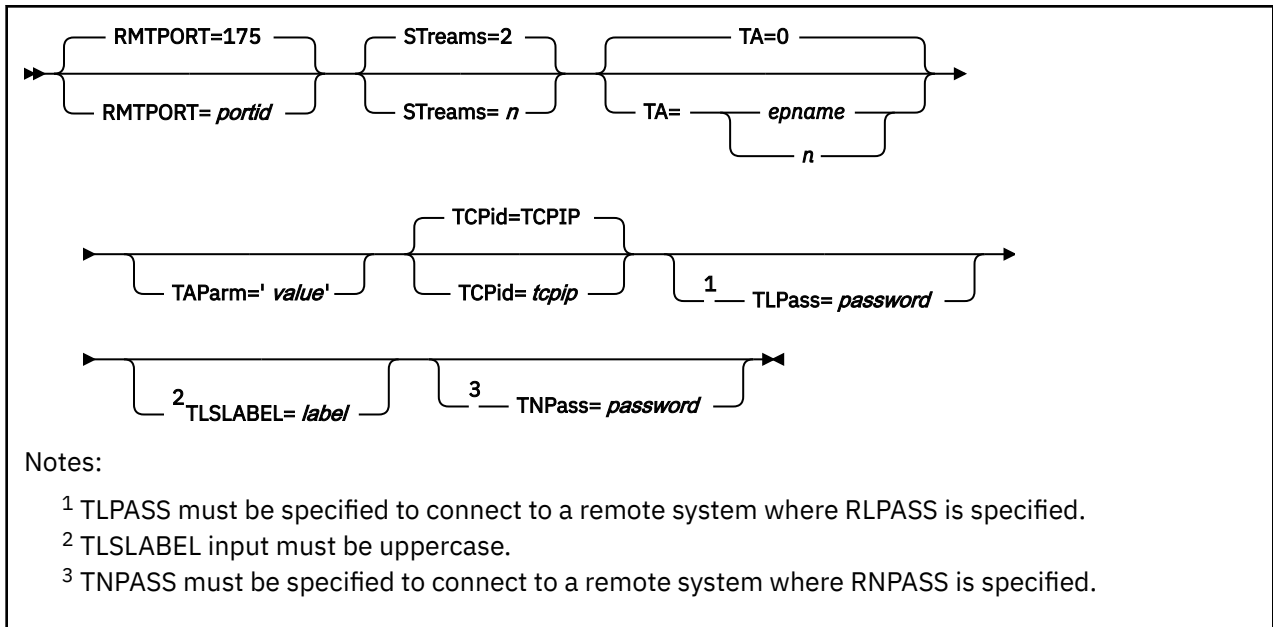 RMTPORT=175 STreams=2 TA=0
RMTPORT= portid STreams= n TA= epname
n
TCPid=TCPIP
TAParm=' value' TCPid= tcpip 1 TLPass= password
2 TLSLABEL= label 3 TNPass= password
Notes:
1 TLPASS must be specified to connect to a remote system where RLPASS is specified.
2 TLSLABEL input must be uppercase.
3 TNPASS must be specified to connect to a remote system where RNPASS is specified.